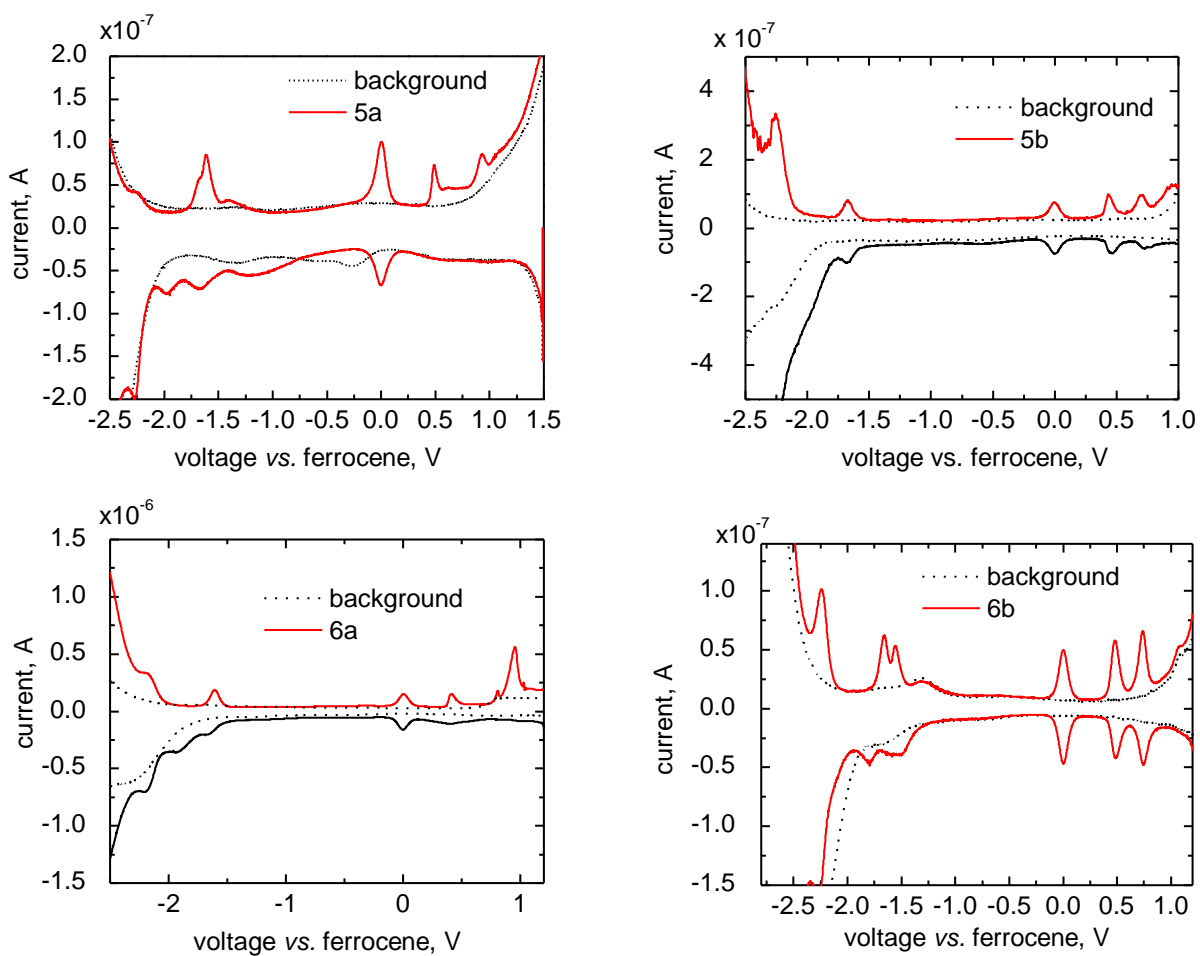 x10-7
2.0
1.5
1.0
0.5
0.0
-0.5
-1.0
-1.5
-2.0
current, A
background
5a
-2.5 -2.0 -1.5 -1.0 -0.5 0.0 0.5 1.0 1.5
voltage vs. ferrocene, V
x 10-7
4
2
0
-2
-4
current, A
background
5b
-2.5 -2.0 -1.5 -1.0 -0.5 0.0 0.5 1.0
voltage vs. ferrocene, V
x10-6
1.5
1.0
0.5
0.0
-0.5
-1.0
-1.5
current, A
background
6a
-2 -1 0 1
voltage vs. ferrocene, V
x10-7
1.0
0.5
0.0
-0.5
-1.0
-1.5
current, A
background
6b
-2.5 -2.0 -1.5 -1.0 -0.5 0.0 0.5 1.0
voltage vs. ferrocene, V